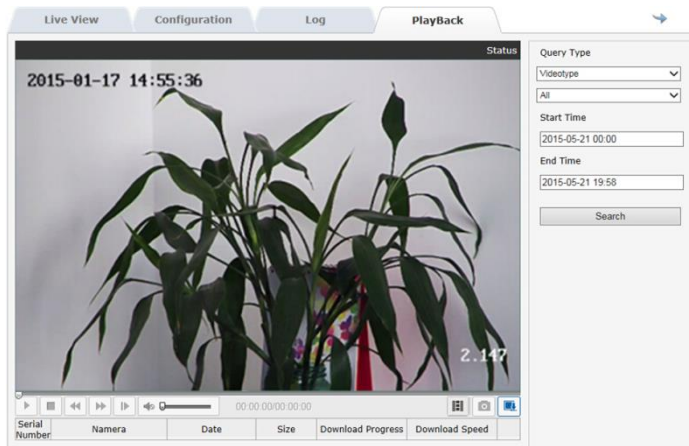 Live View
Configuration
Log
PlayBack
Status
2015-01-17 14:55:36
2.147
00:00:00/00:00:00
Serial Number
Namera
Date
Size
Download Progress
Download Speed
Query Type
Videotype
All
Start Time
2015-05-21 00:00
End Time
2015-05-21 19:58
Search